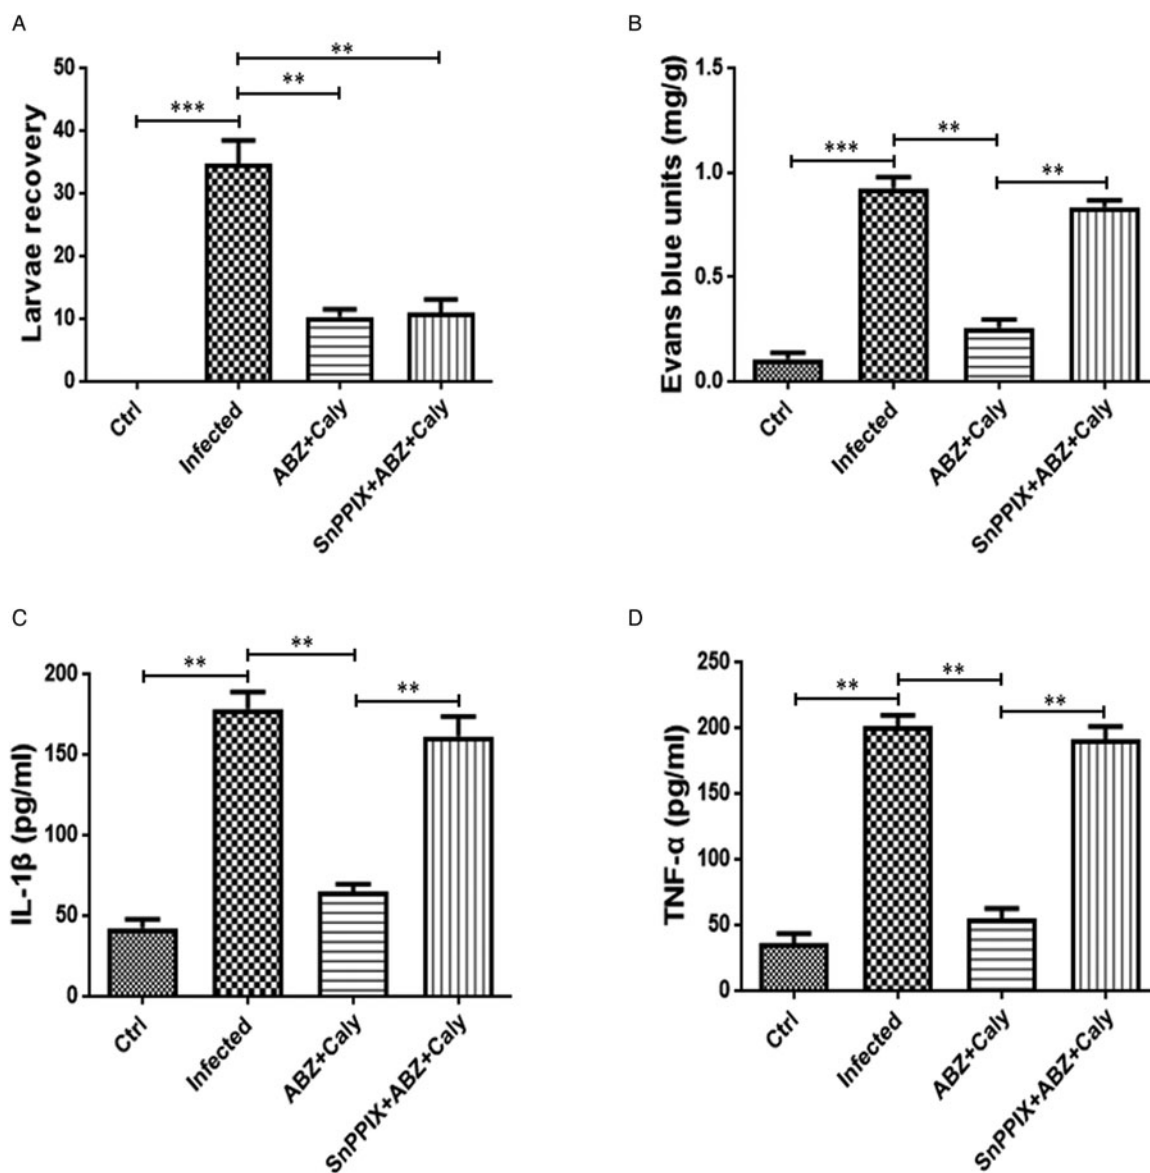 A
Larvae recovery
50
40
30
20
10
0
***
**
**
Ctrl
Infected
ABZ+Caly
SnPPIX+ABZ+Caly
B
Evans blue units (mg/g)
1.5
1.0
0.5
0.0
***
**
**
Ctrl
Infected
ABZ+Caly
SnPPIX+ABZ+Caly
C
IL-1β (pg/ml)
200
150
100
50
0
**
**
**
Ctrl
Infected
ABZ+Caly
SnPPIX+ABZ+Caly
D
TNF-α (pg/ml)
250
200
150
100
50
0
**
**
**
Ctrl
Infected
ABZ+Caly
SnPPIX+ABZ+Caly